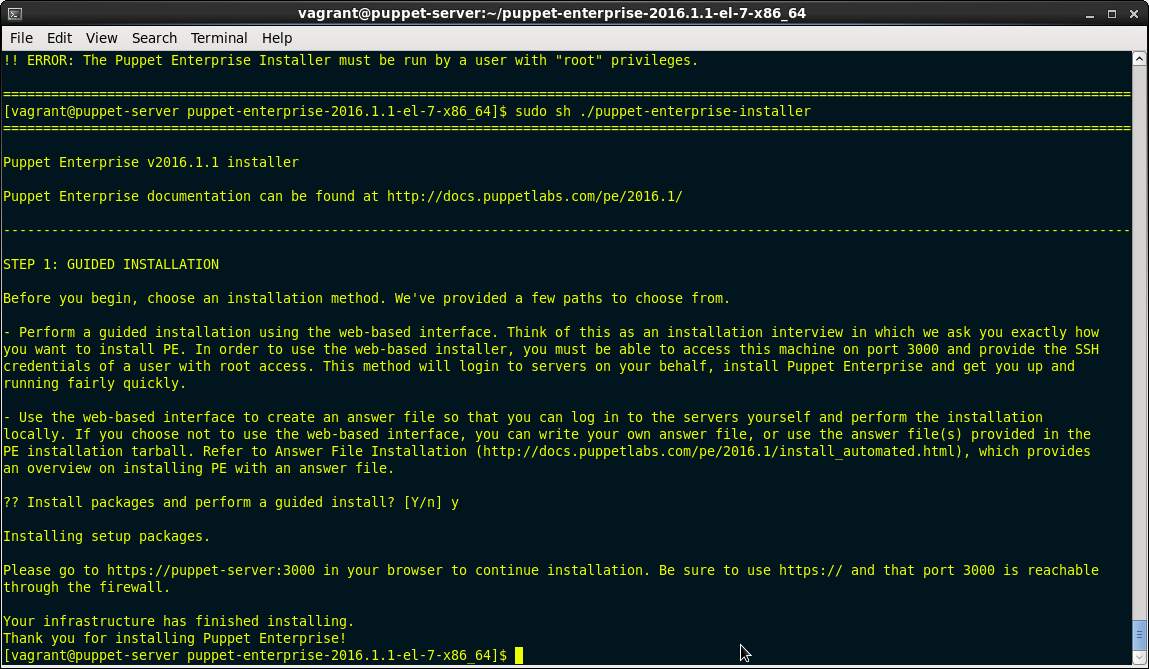 vagrant@puppet-server:~/puppet-enterprise-2016.1.1-el-7-x86_64
File Edit View Search Terminal Help
!! ERROR: The Puppet Enterprise Installer must be run by a user with "root" privileges.
=============================================================================================================================================
[vagrant@puppet-server puppet-enterprise-2016.1.1-el-7-x86_64]$ sudo sh ./puppet-enterprise-installer
=============================================================================================================================================
Puppet Enterprise v2016.1.1 installer
Puppet Enterprise documentation can be found at http://docs.puppetlabs.com/pe/2016.1/
---------------------------------------------------------------------------------------------------------------------------------------------
STEP 1: GUIDED INSTALLATION
Before you begin, choose an installation method. We've provided a few paths to choose from.
- Perform a guided installation using the web-based interface. Think of this as an installation interview in which we ask you exactly how
you want to install PE. In order to use the web-based installer, you must be able to access this machine on port 3000 and provide the SSH
credentials of a user with root access. This method will login to servers on your behalf, install Puppet Enterprise and get you up and
running fairly quickly.
- Use the web-based interface to create an answer file so that you can log in to the servers yourself and perform the installation
locally. If you choose not to use the web-based interface, you can write your own answer file, or use the answer file(s) provided in the
PE installation tarball. Refer to Answer File Installation (http://docs.puppetlabs.com/pe/2016.1/install_automated.html), which provides
an overview on installing PE with an answer file.
?? Install packages and perform a guided install? [Y/n] y
Installing setup packages.
Please go to https://puppet-server:3000 in your browser to continue installation. Be sure to use https:// and that port 3000 is reachable
through the firewall.
Your infrastructure has finished installing.
Thank you for installing Puppet Enterprise!
[vagrant@puppet-server puppet-enterprise-2016.1.1-el-7-x86_64]$